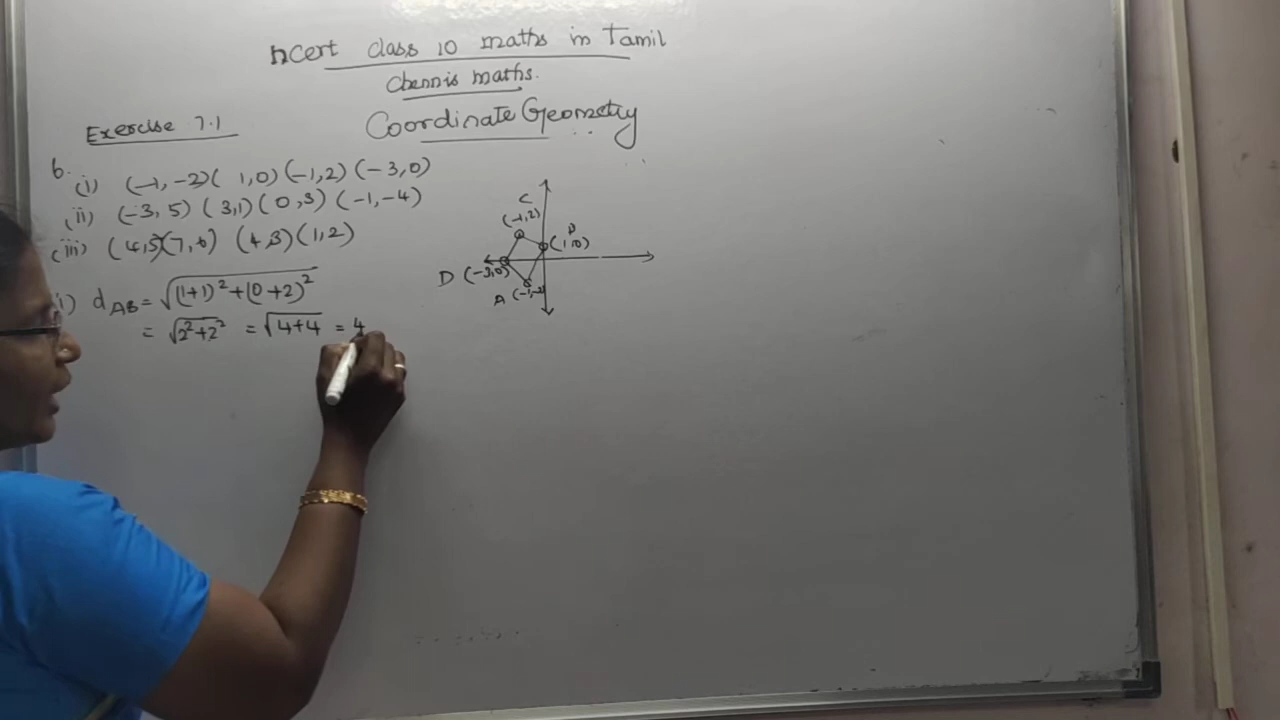 ncert class 10 maths in Tamil
Chennis maths.
Coordinate Geometry
Exercise 7.1
6.
(i) (-1, -2) (1,0) (-1,2) (-3,0)
(ii) (-3, 5) (3,1) (0,3) (-1,-4)
(iii) (4,5) (7,6) (4,3) (1,2)
C
(-1,2)
B
(1,0)
D (-3,0)
A (-1,-2)
i) d_AB = √((1+1)²+(0+2)²)
= √(2²+2²) = √(4+4) = 4